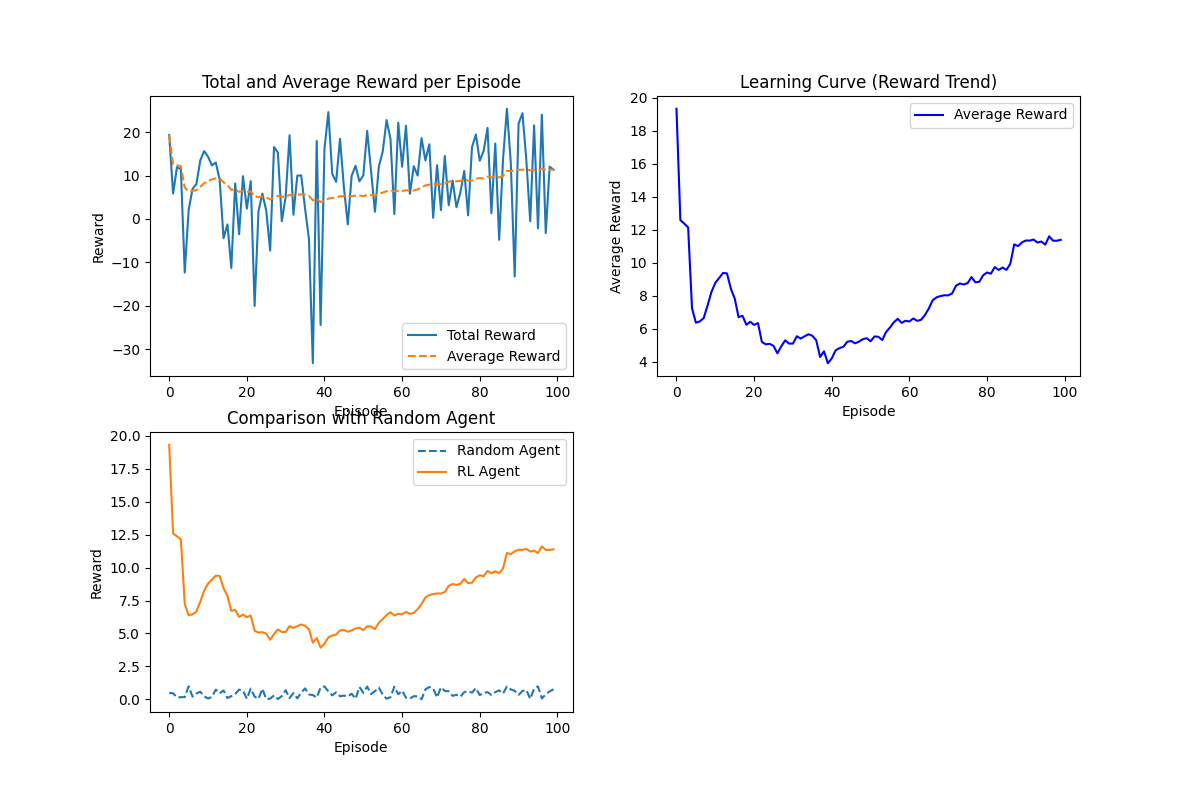 Total and Average Reward per Episode
Reward
20
10
0
−10
−20
−30
Total Reward
Average Reward
0 20 40 60 80 100
Episode
Learning Curve (Reward Trend)
Average Reward
20
18
16
14
12
10
8
6
4
Average Reward
0 20 40 60 80 100
Episode
Comparison with Random Agent
Reward
20.0
17.5
15.0
12.5
10.0
7.5
5.0
2.5
0.0
Random Agent
RL Agent
0 20 40 60 80 100
Episode